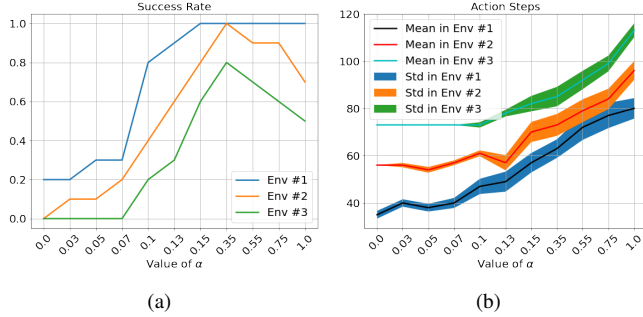 Success Rate
1.0
0.8
0.6
0.4
0.2
0.0
Env #1
Env #2
Env #3
0.0 0.03 0.05 0.07 0.1 0.13 0.15 0.35 0.55 0.75 1.0
Value of α
(a)
Action Steps
120
100
80
60
40
Mean in Env #1
Mean in Env #2
Mean in Env #3
Std in Env #1
Std in Env #2
Std in Env #3
0.0 0.03 0.05 0.07 0.1 0.13 0.15 0.35 0.55 0.75 1.0
Value of α
(b)